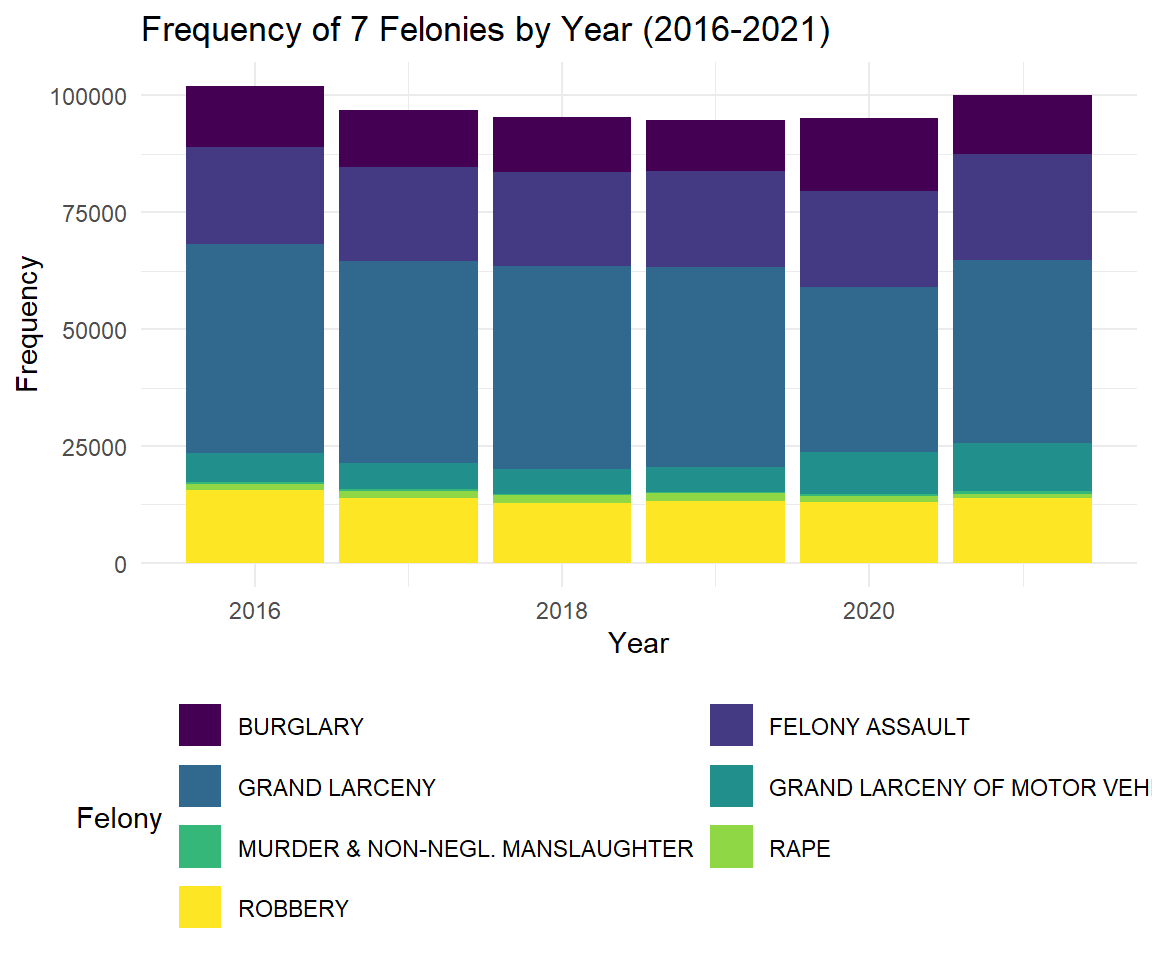 Frequency of 7 Felonies by Year (2016-2021)
100000
75000
50000
25000
0
Frequency
2016 2018 2020
Year
Felony
BURGLARY
FELONY ASSAULT
GRAND LARCENY
GRAND LARCENY OF MOTOR VEH
MURDER & NON-NEGL. MANSLAUGHTER
RAPE
ROBBERY